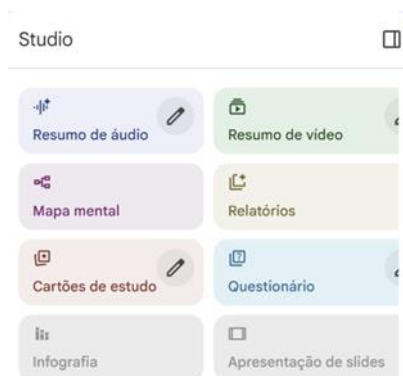 Studio
Resumo de áudio
Resumo de vídeo
Mapa mental
Relatórios
Cartões de estudo
Questionário
Infografia
Apresentação de slides